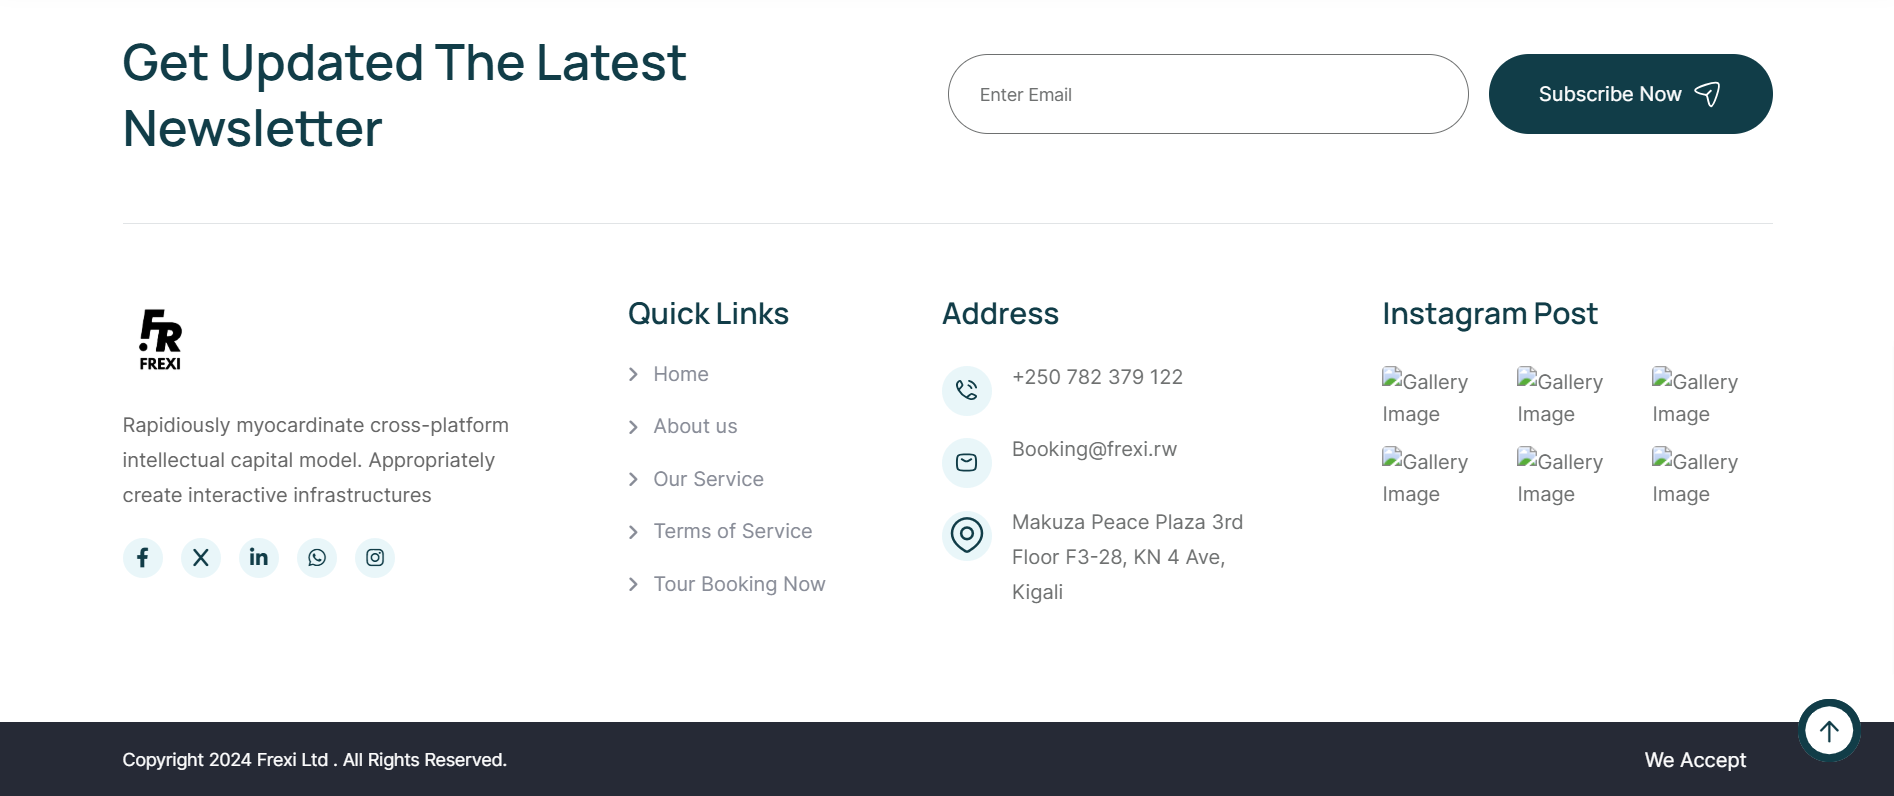 Get Updated The Latest
Newsletter
Enter Email
Subscribe Now
FR
FREXI
Rapidiously myocardinate cross-platform
intellectual capital model. Appropriately
create interactive infrastructures
Quick Links
Home
About us
Our Service
Terms of Service
Tour Booking Now
Address
+250 782 379 122
Booking@frexi.rw
Makuza Peace Plaza 3rd
Floor F3-28, KN 4 Ave,
Kigali
Instagram Post
Gallery
Image
Gallery
Image
Gallery
Image
Gallery
Image
Gallery
Image
Gallery
Image
Copyright 2024 Frexi Ltd . All Rights Reserved.
We Accept